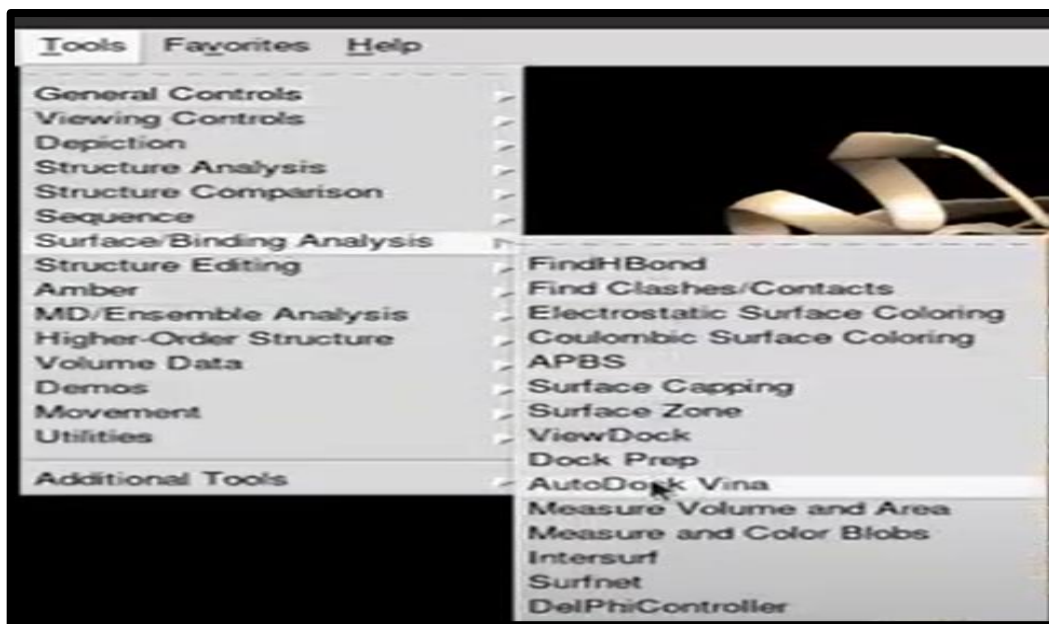 Tools Favorites Help
General Controls
Viewing Controls
Depiction
Structure Analysis
Structure Comparison
Sequence
Surface/Binding Analysis
Structure Editing
Amber
MD/Ensemble Analysis
Higher-Order Structure
Volume Data
Demos
Movement
Utilities
Additional Tools
FindHBond
Find Clashes/Contacts
Electrostatic Surface Coloring
Coulombic Surface Coloring
APBS
Surface Capping
Surface Zone
ViewDock
Dock Prep
AutoDock Vina
Measure Volume and Area
Measure and Color Blobs
Intersurf
Surfnet
DelPhiController